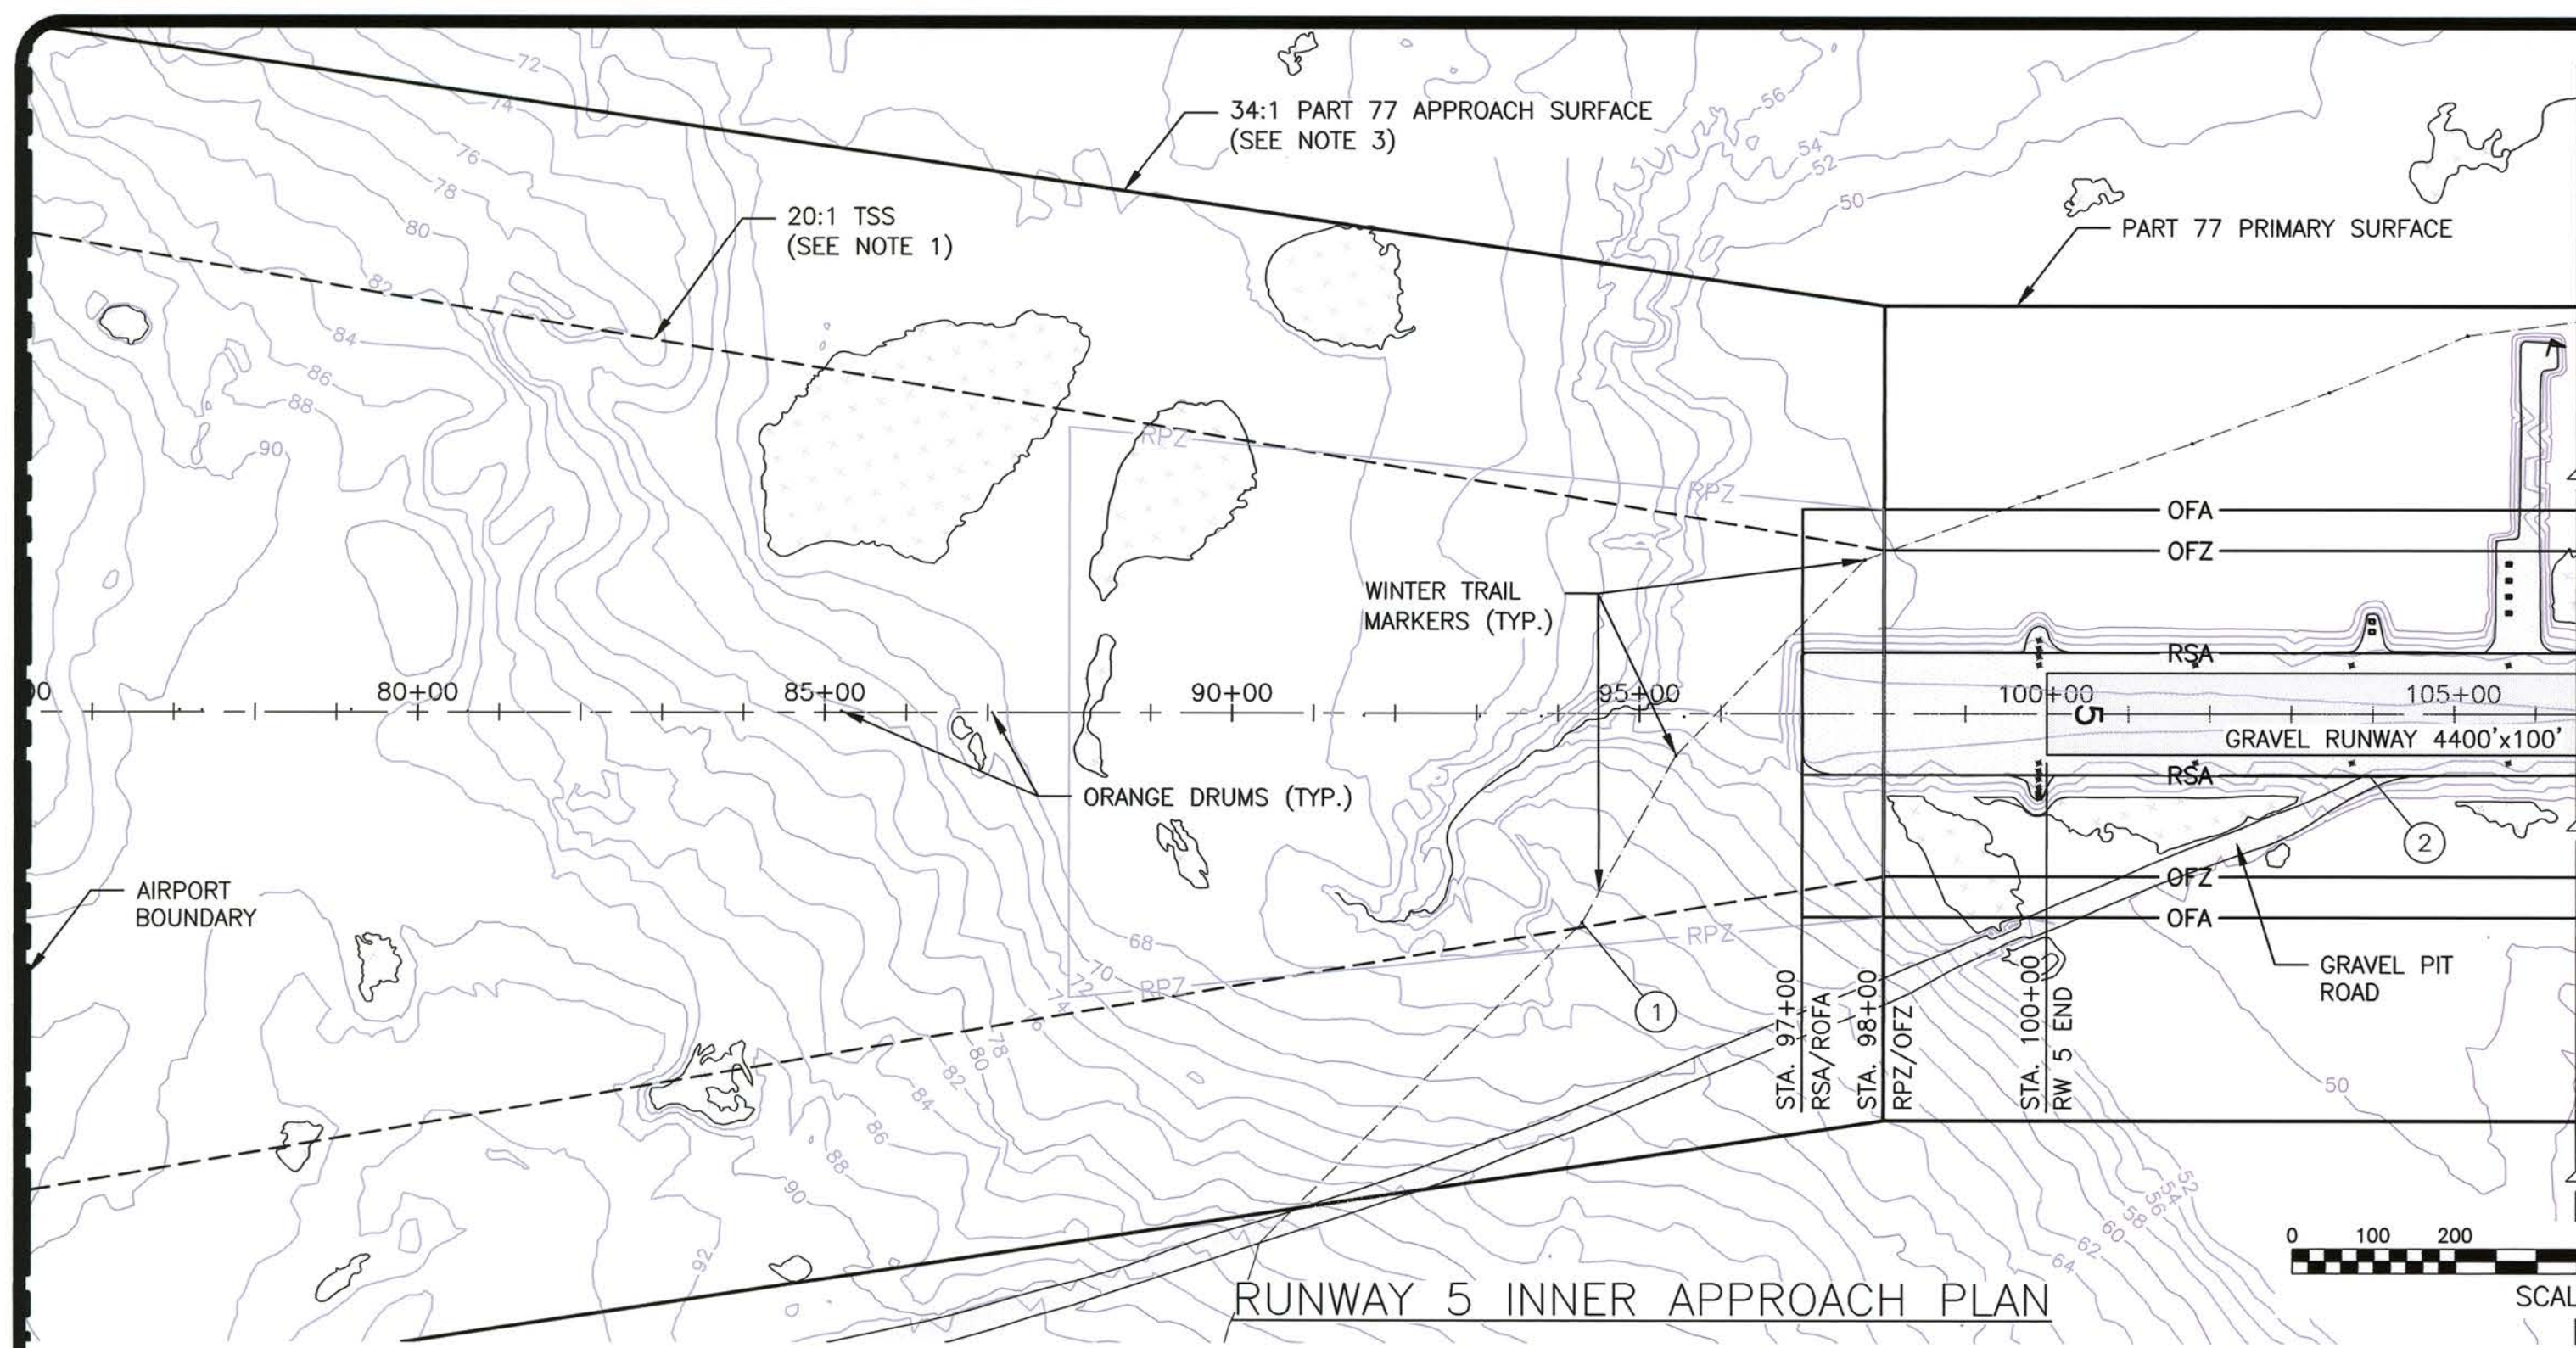 72
74
76
78
80
82
84
86
88
90
34:1 PART 77 APPROACH SURFACE
(SEE NOTE 3)
20:1 TSS
(SEE NOTE 1)
56
54
52
50
PART 77 PRIMARY SURFACE
RPZ
RPZ
OFA
OFZ
WINTER TRAIL
MARKERS (TYP.)
RSA
80+00
85+00
90+00
95+00
100+00
105+00
5
GRAVEL RUNWAY 4400'x100'
RSA
ORANGE DRUMS (TYP.)
2
AIRPORT
BOUNDARY
OFZ
OFA
68
70
72
74
76
78
80
82
84
86
88
90
92
RPZ
RPZ
1
GRAVEL PIT
ROAD
STA. 97+00
RSA/ROFA
STA. 98+00
RPZ/OFZ
STA. 100+00
RW 5 END
50
52
54
56
58
60
62
64
0 100 200
RUNWAY 5 INNER APPROACH PLAN